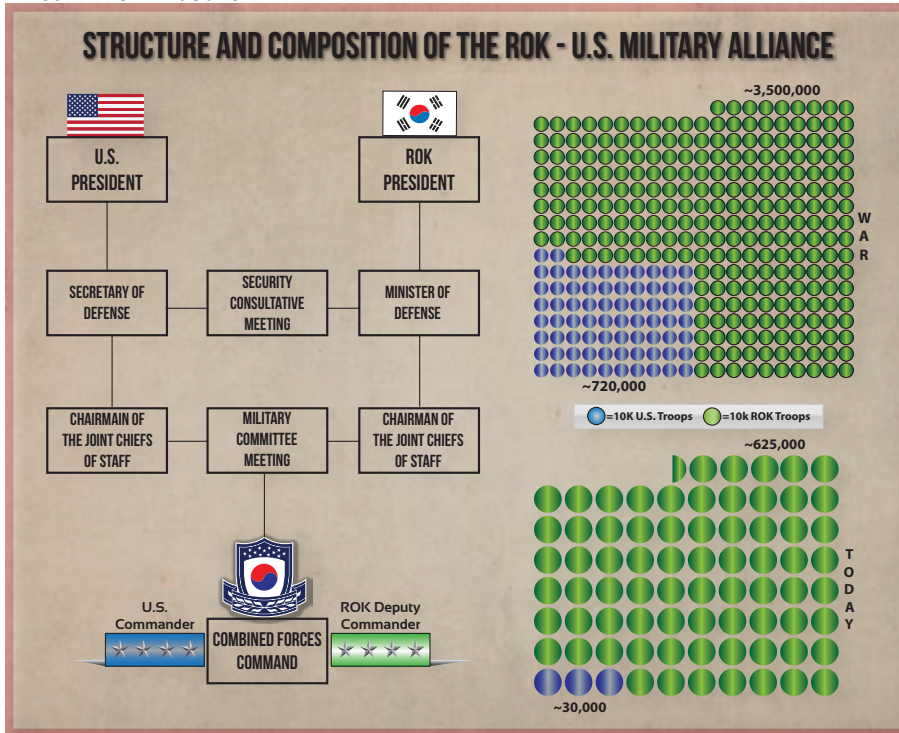 STRUCTURE AND COMPOSITION OF THE ROK - U.S. MILITARY ALLIANCE
U.S.
PRESIDENT
ROK
PRESIDENT
SECRETARY OF
DEFENSE
SECURITY
CONSULTATIVE
MEETING
MINISTER OF
DEFENSE
CHAIRMAIN OF
THE JOINT CHIEFS
OF STAFF
MILITARY
COMMITTEE
MEETING
CHAIRMAN OF
THE JOINT CHIEFS
OF STAFF
U.S.
Commander
COMBINED FORCES
COMMAND
ROK Deputy
Commander
~3,500,000
W
A
R
~720,000
=10K U.S. Troops =10k ROK Troops
~625,000
T
O
D
A
Y
~30,000